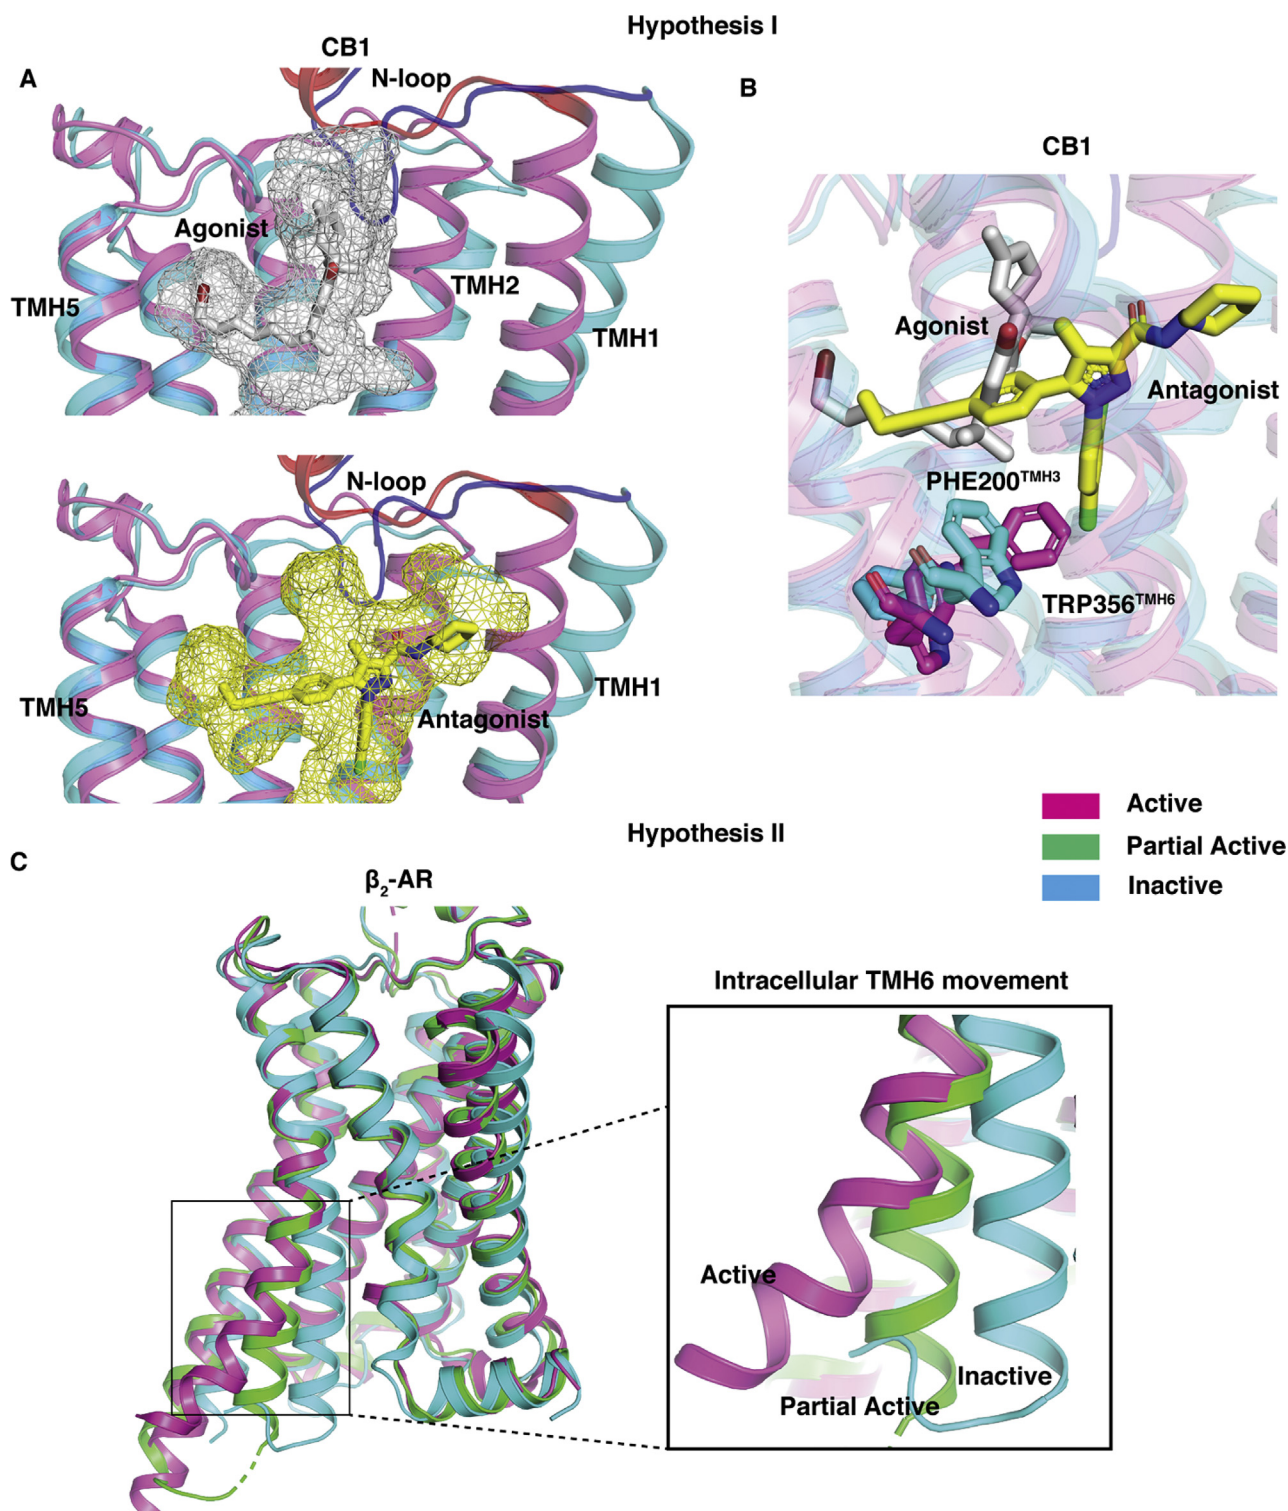 Hypothesis I
A
CB1
N-loop
Agonist
TMH5
TMH2
TMH1
N-loop
TMH5
TMH1
Antagonist
B
CB1
Agonist
Antagonist
PHE200TMH3
TRP356TMH6
Active
Partial Active
Inactive
Hypothesis II
C
β2-AR
Intracellular TMH6 movement
Active
Inactive
Partial Active